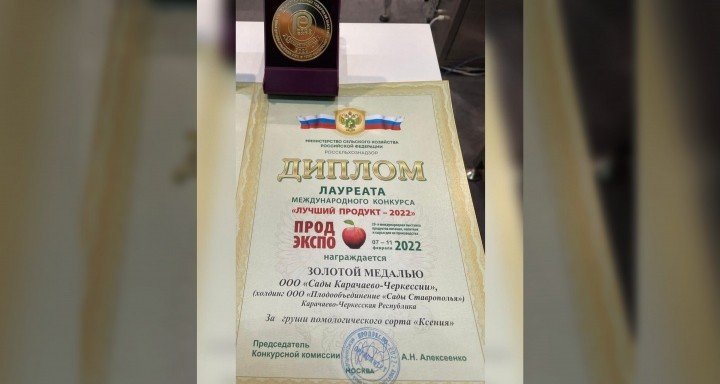 МИНИСТЕРСТВО СЕЛЬСКОГО ХОЗЯЙСТВА
РОССИЙСКОЙ ФЕДЕРАЦИИ
РОССЕЛЬХОЗНАДЗОР
ДИПЛОМ
ЛАУРЕАТА
МЕЖДУНАРОДНОГО КОНКУРСА
«ЛУЧШИЙ ПРОДУКТ – 2022»
ПРОД
ЭКСПО
07 – 11
февраля 2022
награждается
ЗОЛОТОЙ МЕДАЛЬЮ
ООО «Сады Карачаево-Черкессии»,
(холдинг ООО «Плодообъединение «Сады Ставрополья»)
Карачаево-Черкесская Республика
За груши помологического сорта «Ксения»
Председатель
Конкурсной комиссии
А.Н. Алексеенко
МОСКВА